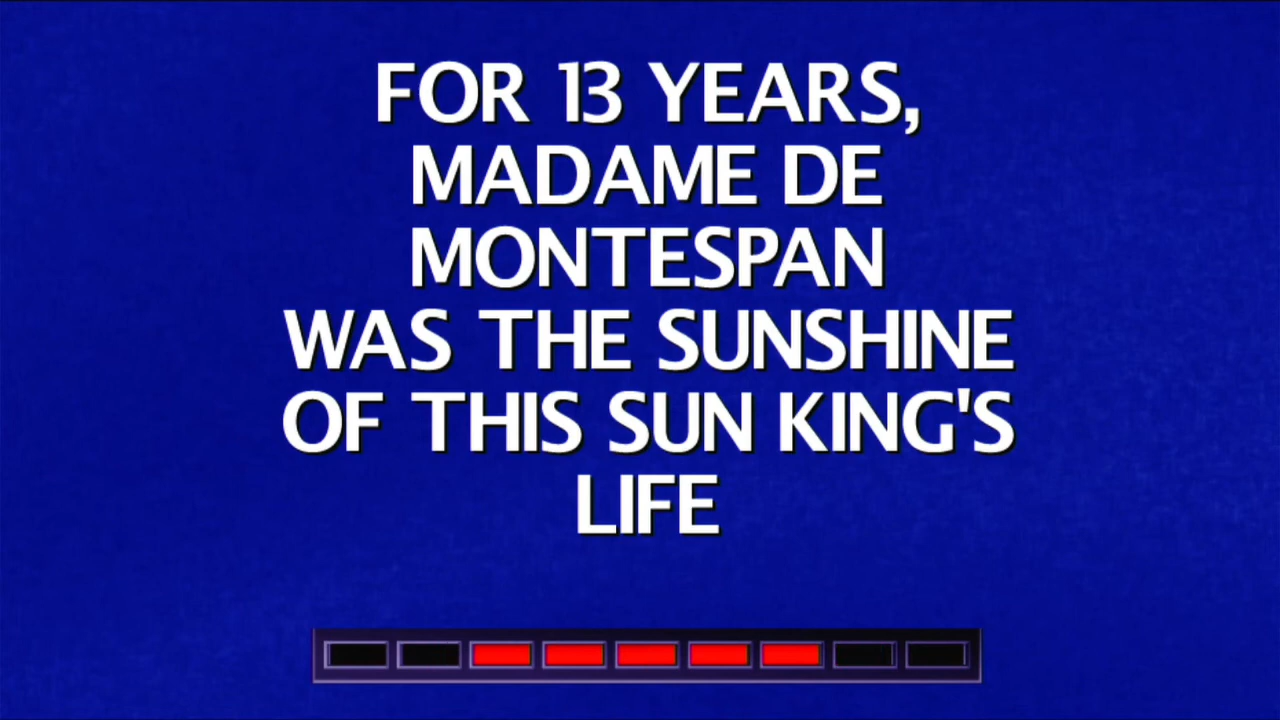 FOR 13 YEARS,
MADAME DE
MONTESPAN
WAS THE SUNSHINE
OF THIS SUN KING'S
LIFE